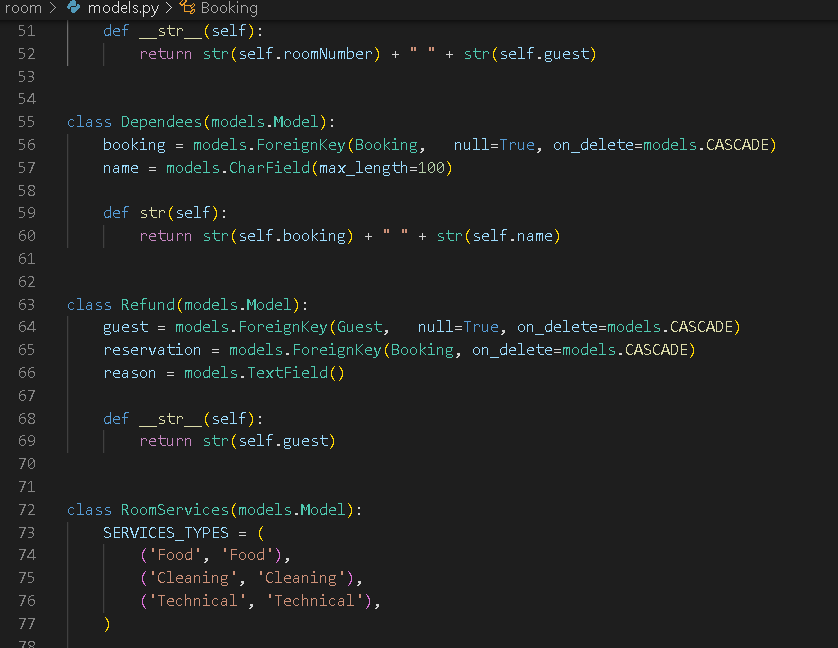 room > models.py > Booking
51 def __str__(self):
52 return str(self.roomNumber) + " " + str(self.guest)
53
54
55 class Dependees(models.Model):
56 booking = models.ForeignKey(Booking,   null=True, on_delete=models.CASCADE)
57 name = models.CharField(max_length=100)
58
59 def str(self):
60 return str(self.booking) + " " + str(self.name)
61
62
63 class Refund(models.Model):
64 guest = models.ForeignKey(Guest,   null=True, on_delete=models.CASCADE)
65 reservation = models.ForeignKey(Booking, on_delete=models.CASCADE)
66 reason = models.TextField()
67
68 def __str__(self):
69 return str(self.guest)
70
71
72 class RoomServices(models.Model):
73 SERVICES_TYPES = (
74 ('Food', 'Food'),
75 ('Cleaning', 'Cleaning'),
76 ('Technical', 'Technical'),
77 )
78